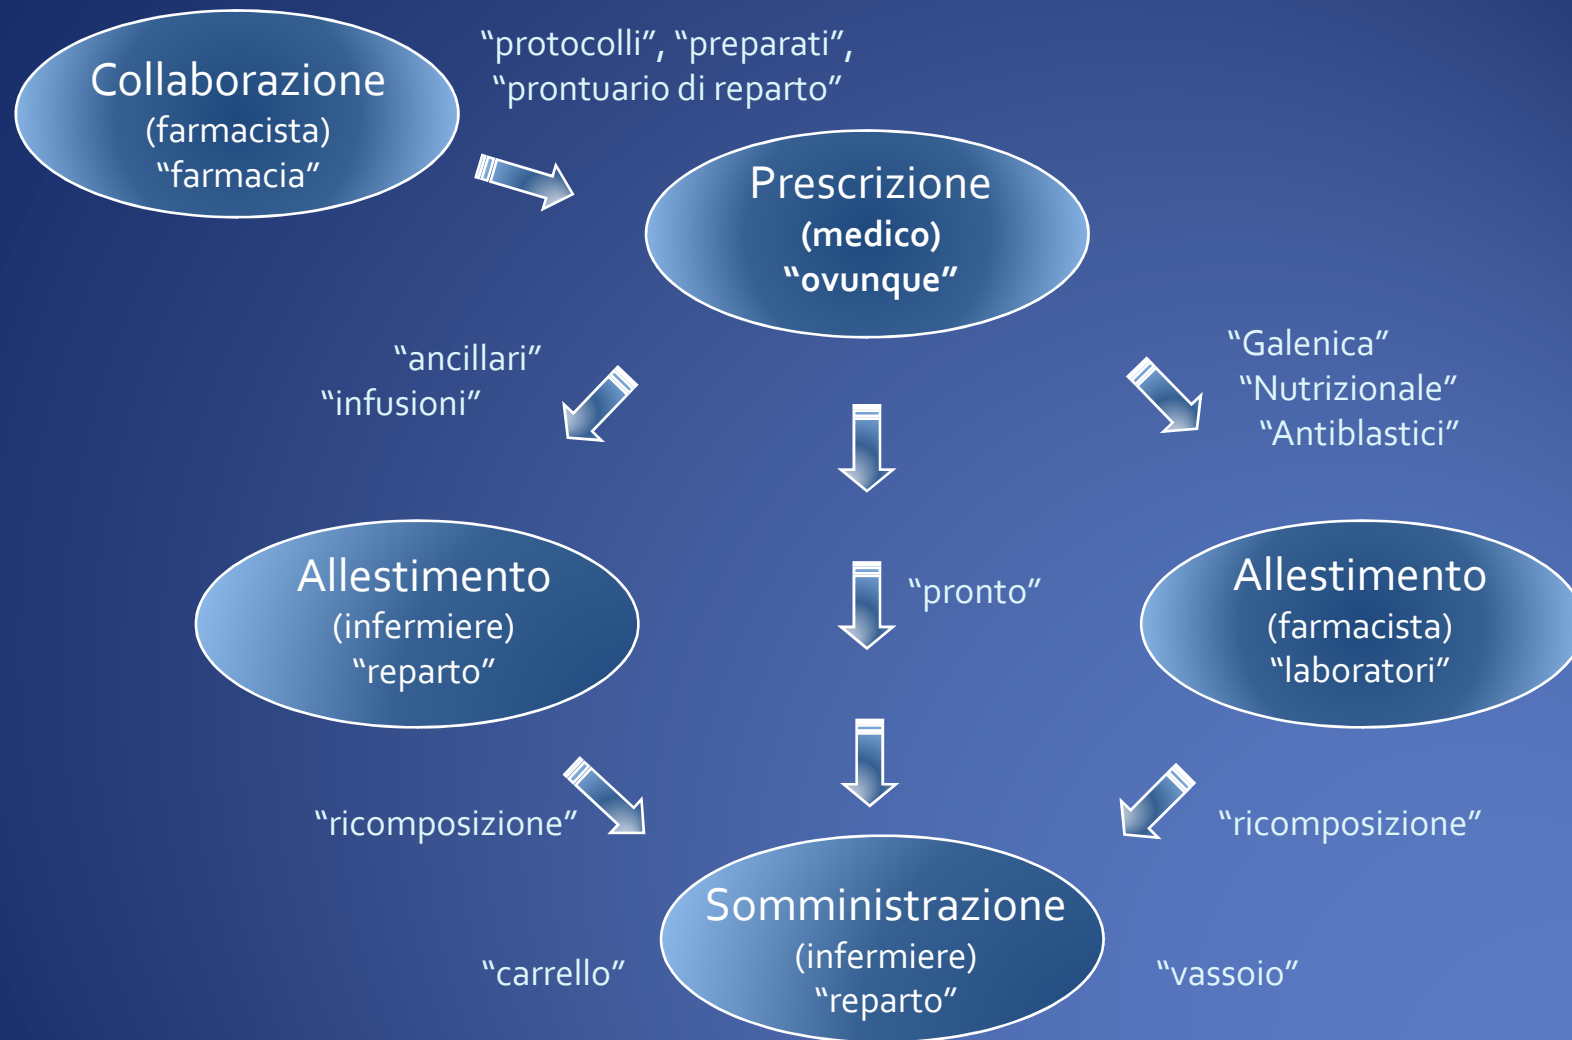 Collaborazione
(farmacista)
“farmacia”
“protocolli”, “preparati”,
“prontuario di reparto”
Prescrizione
(medico)
“ovunque”
“ancillari”
“infusioni”
“Galenica”
“Nutrizionale”
“Antiblastici”
Allestimento
(infermiere)
“reparto”
“pronto”
Allestimento
(farmacista)
“laboratori”
“ricomposizione”
“ricomposizione”
Somministrazione
(infermiere)
“reparto”
“carrello”
“vassoio”